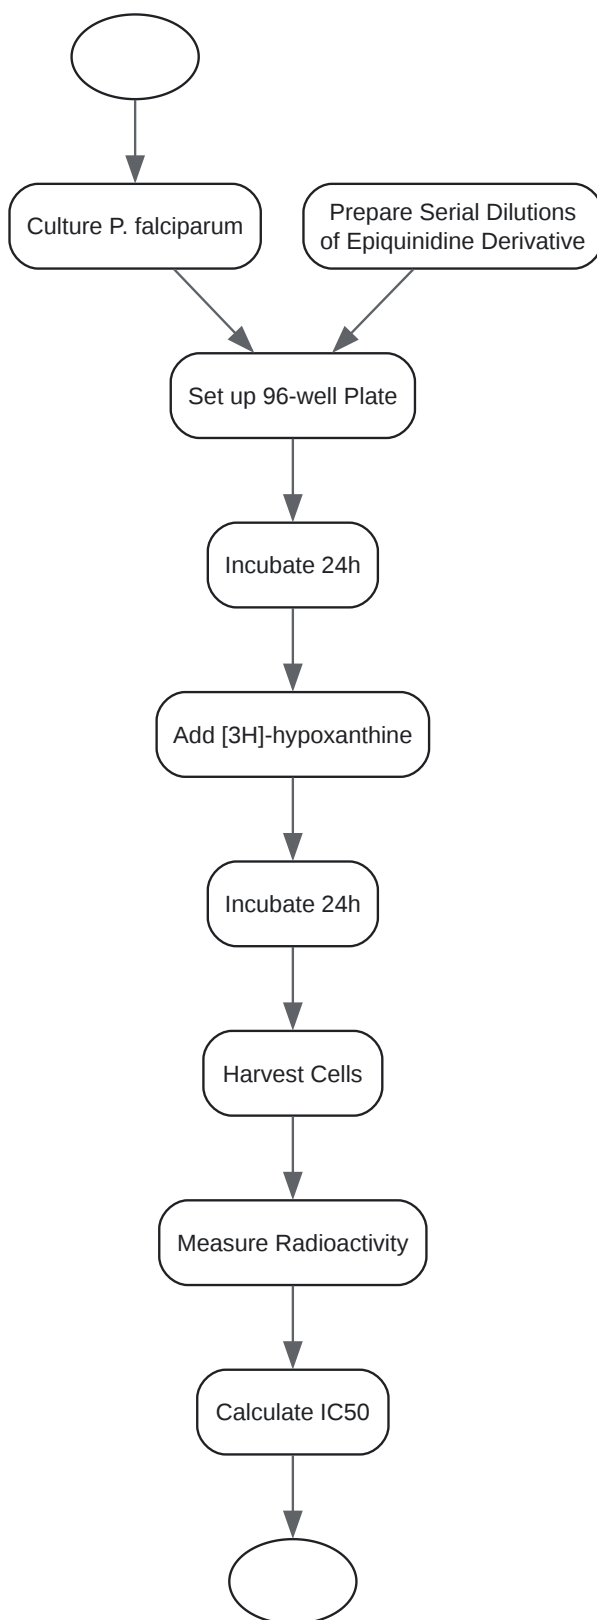 Culture P. falciparum
Prepare Serial Dilutions
of Epiquinidine Derivative
Set up 96-well Plate
Incubate 24h
Add [3H]-hypoxanthine
Incubate 24h
Harvest Cells
Measure Radioactivity
Calculate IC50